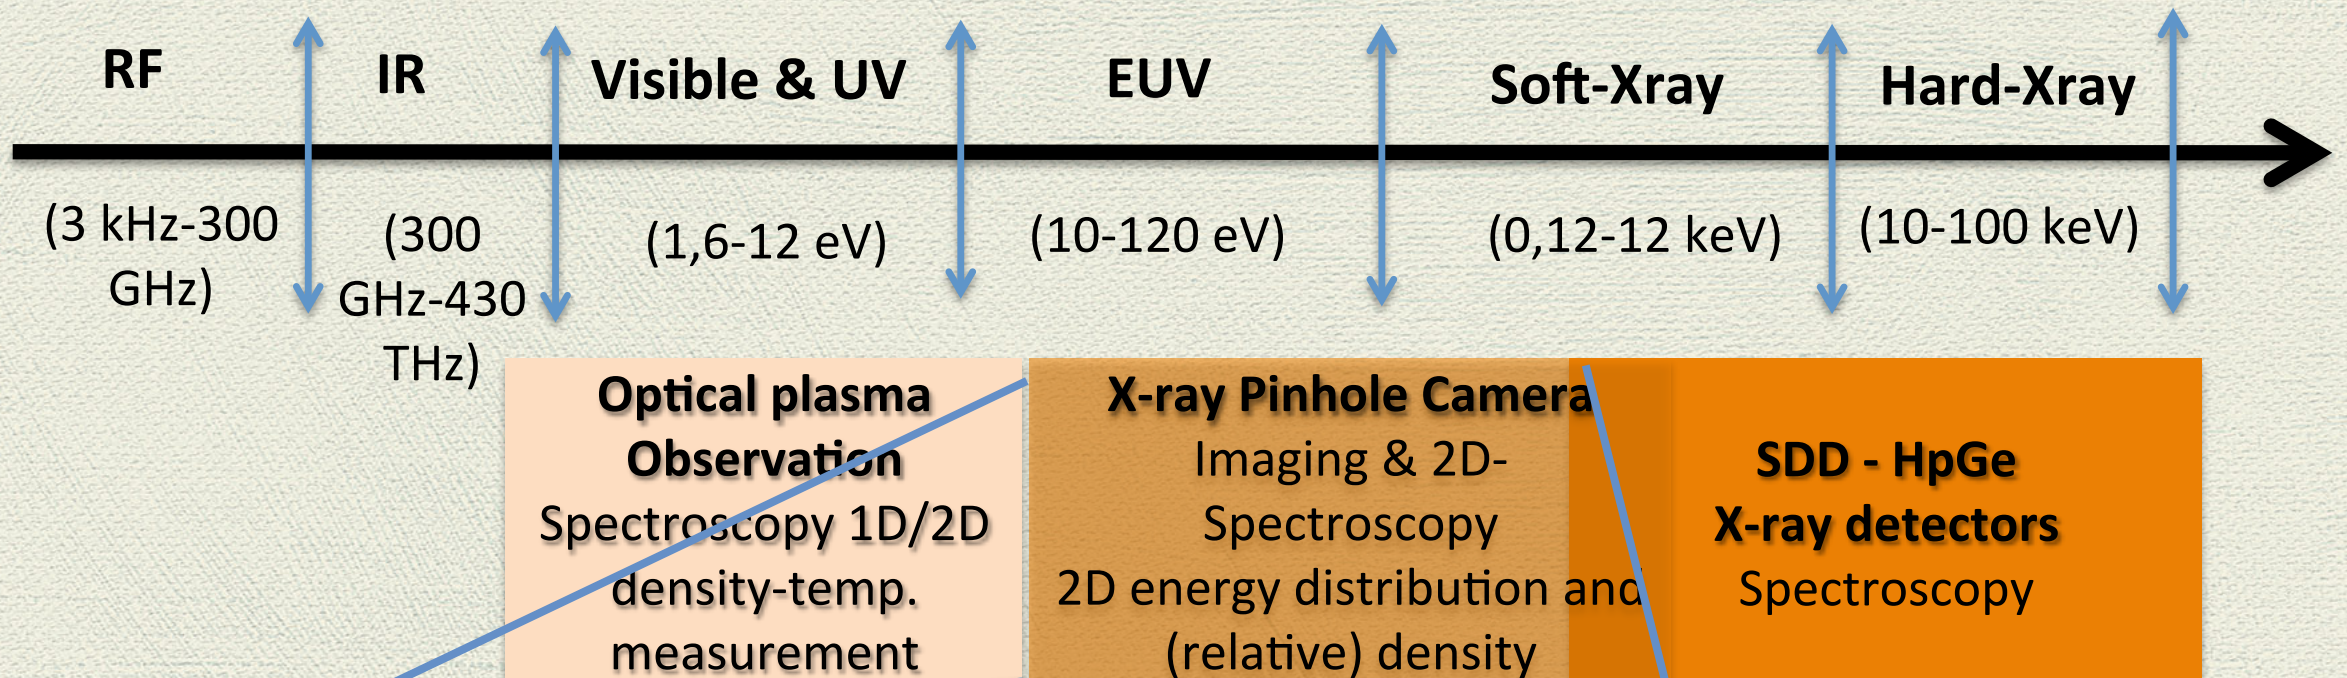 RF
IR
Visible & UV
EUV
Soft-Xray
Hard-Xray
(3 kHz-300
GHz)
(300
GHz-430
THz)
(1,6-12 eV)
(10-120 eV)
(0,12-12 keV)
(10-100 keV)
Optical plasma
Observation
Spectroscopy 1D/2D
density-temp.
measurement
X-ray Pinhole Camera
Imaging & 2D-
Spectroscopy
2D energy distribution and
(relative) density
SDD - HpGe
X-ray detectors
Spectroscopy